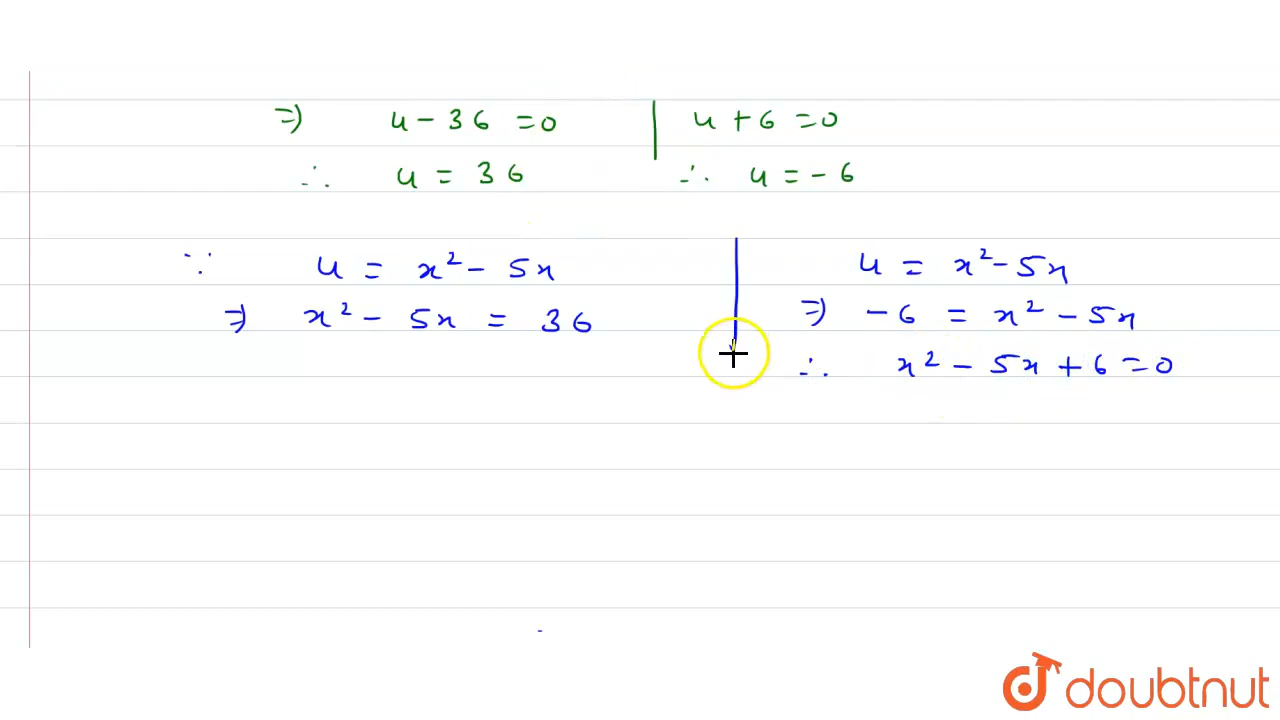 ⇒ u - 36 = 0 | u + 6 = 0
∴ u = 36 ∴ u = -6
∵ u = x² - 5x | u = x² - 5x
⇒ x² - 5x = 36 ⇒ -6 = x² - 5x
∴ x² - 5x + 6 = 0
doubtnut